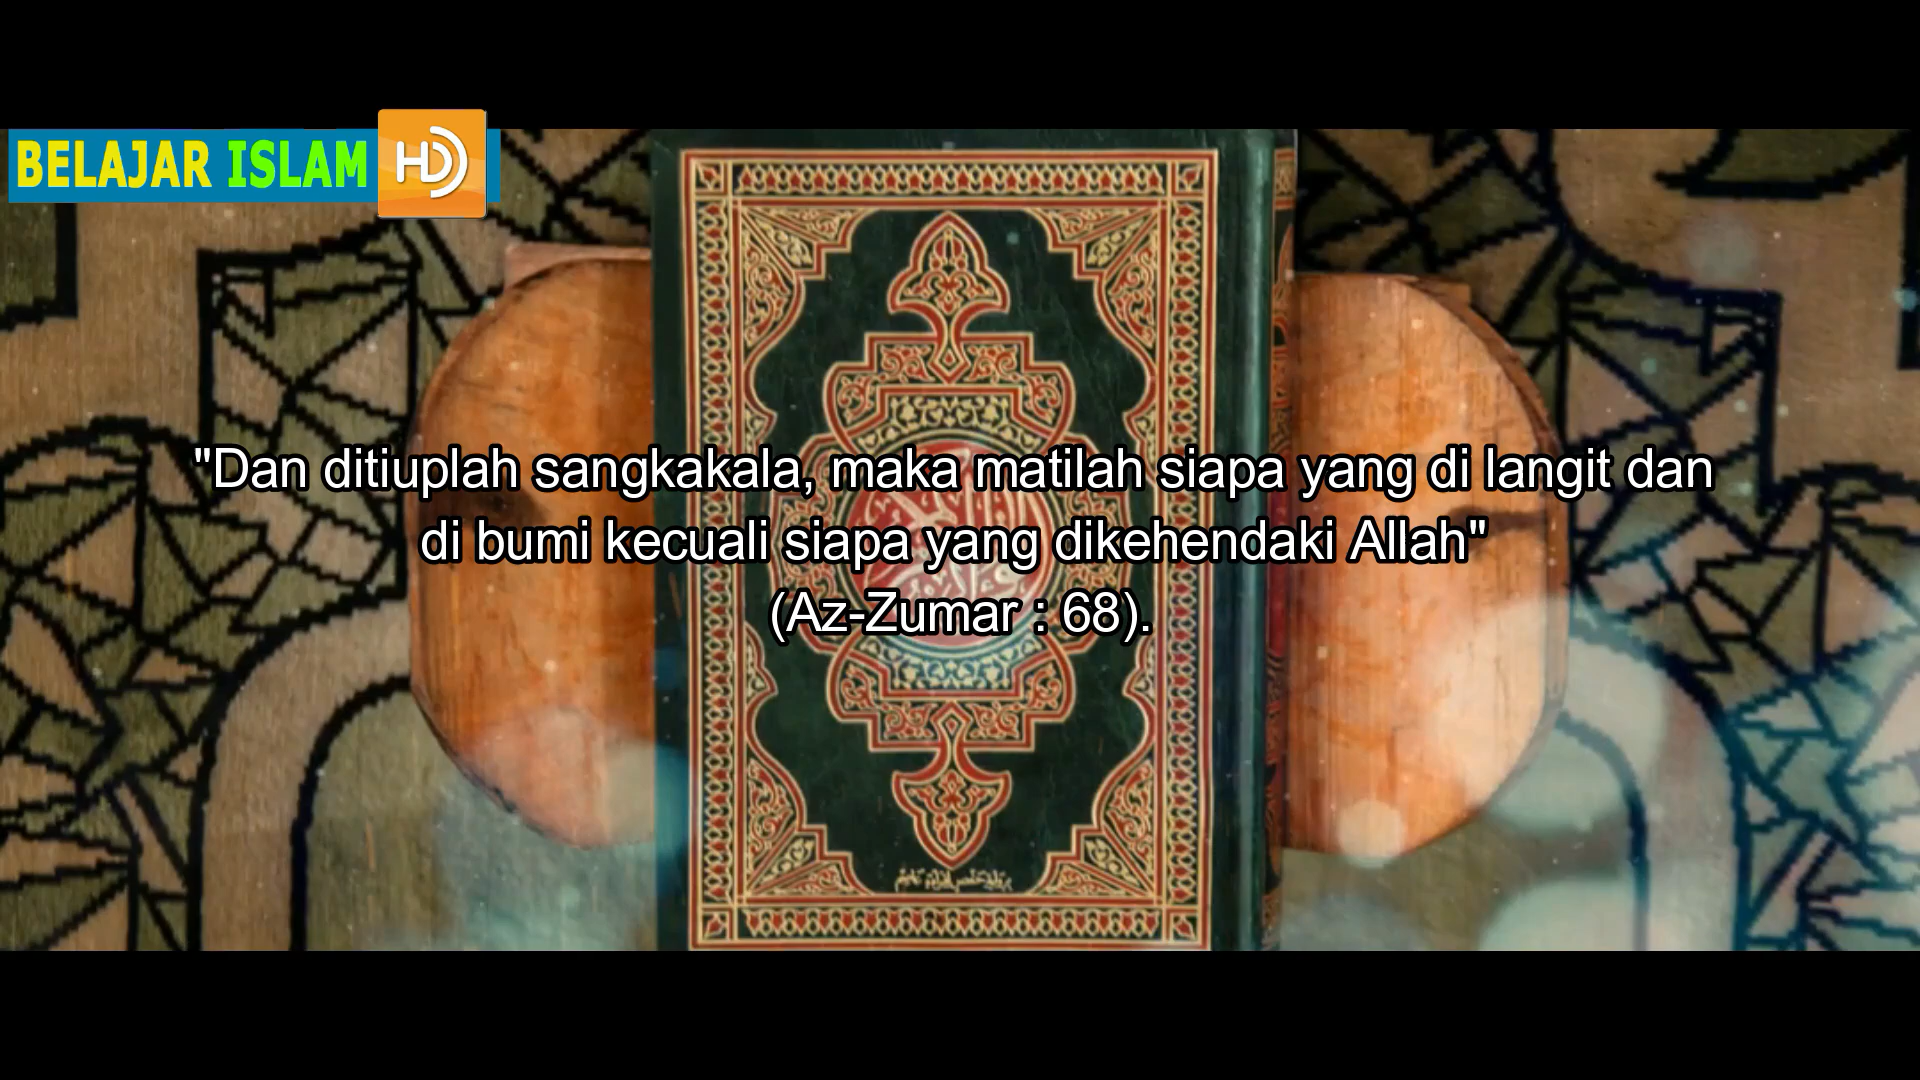 BELAJAR ISLAM HD
"Dan ditiuplah sangkakala, maka matilah siapa yang di langit dan
di bumi kecuali siapa yang dikehendaki Allah"
(Az-Zumar : 68).